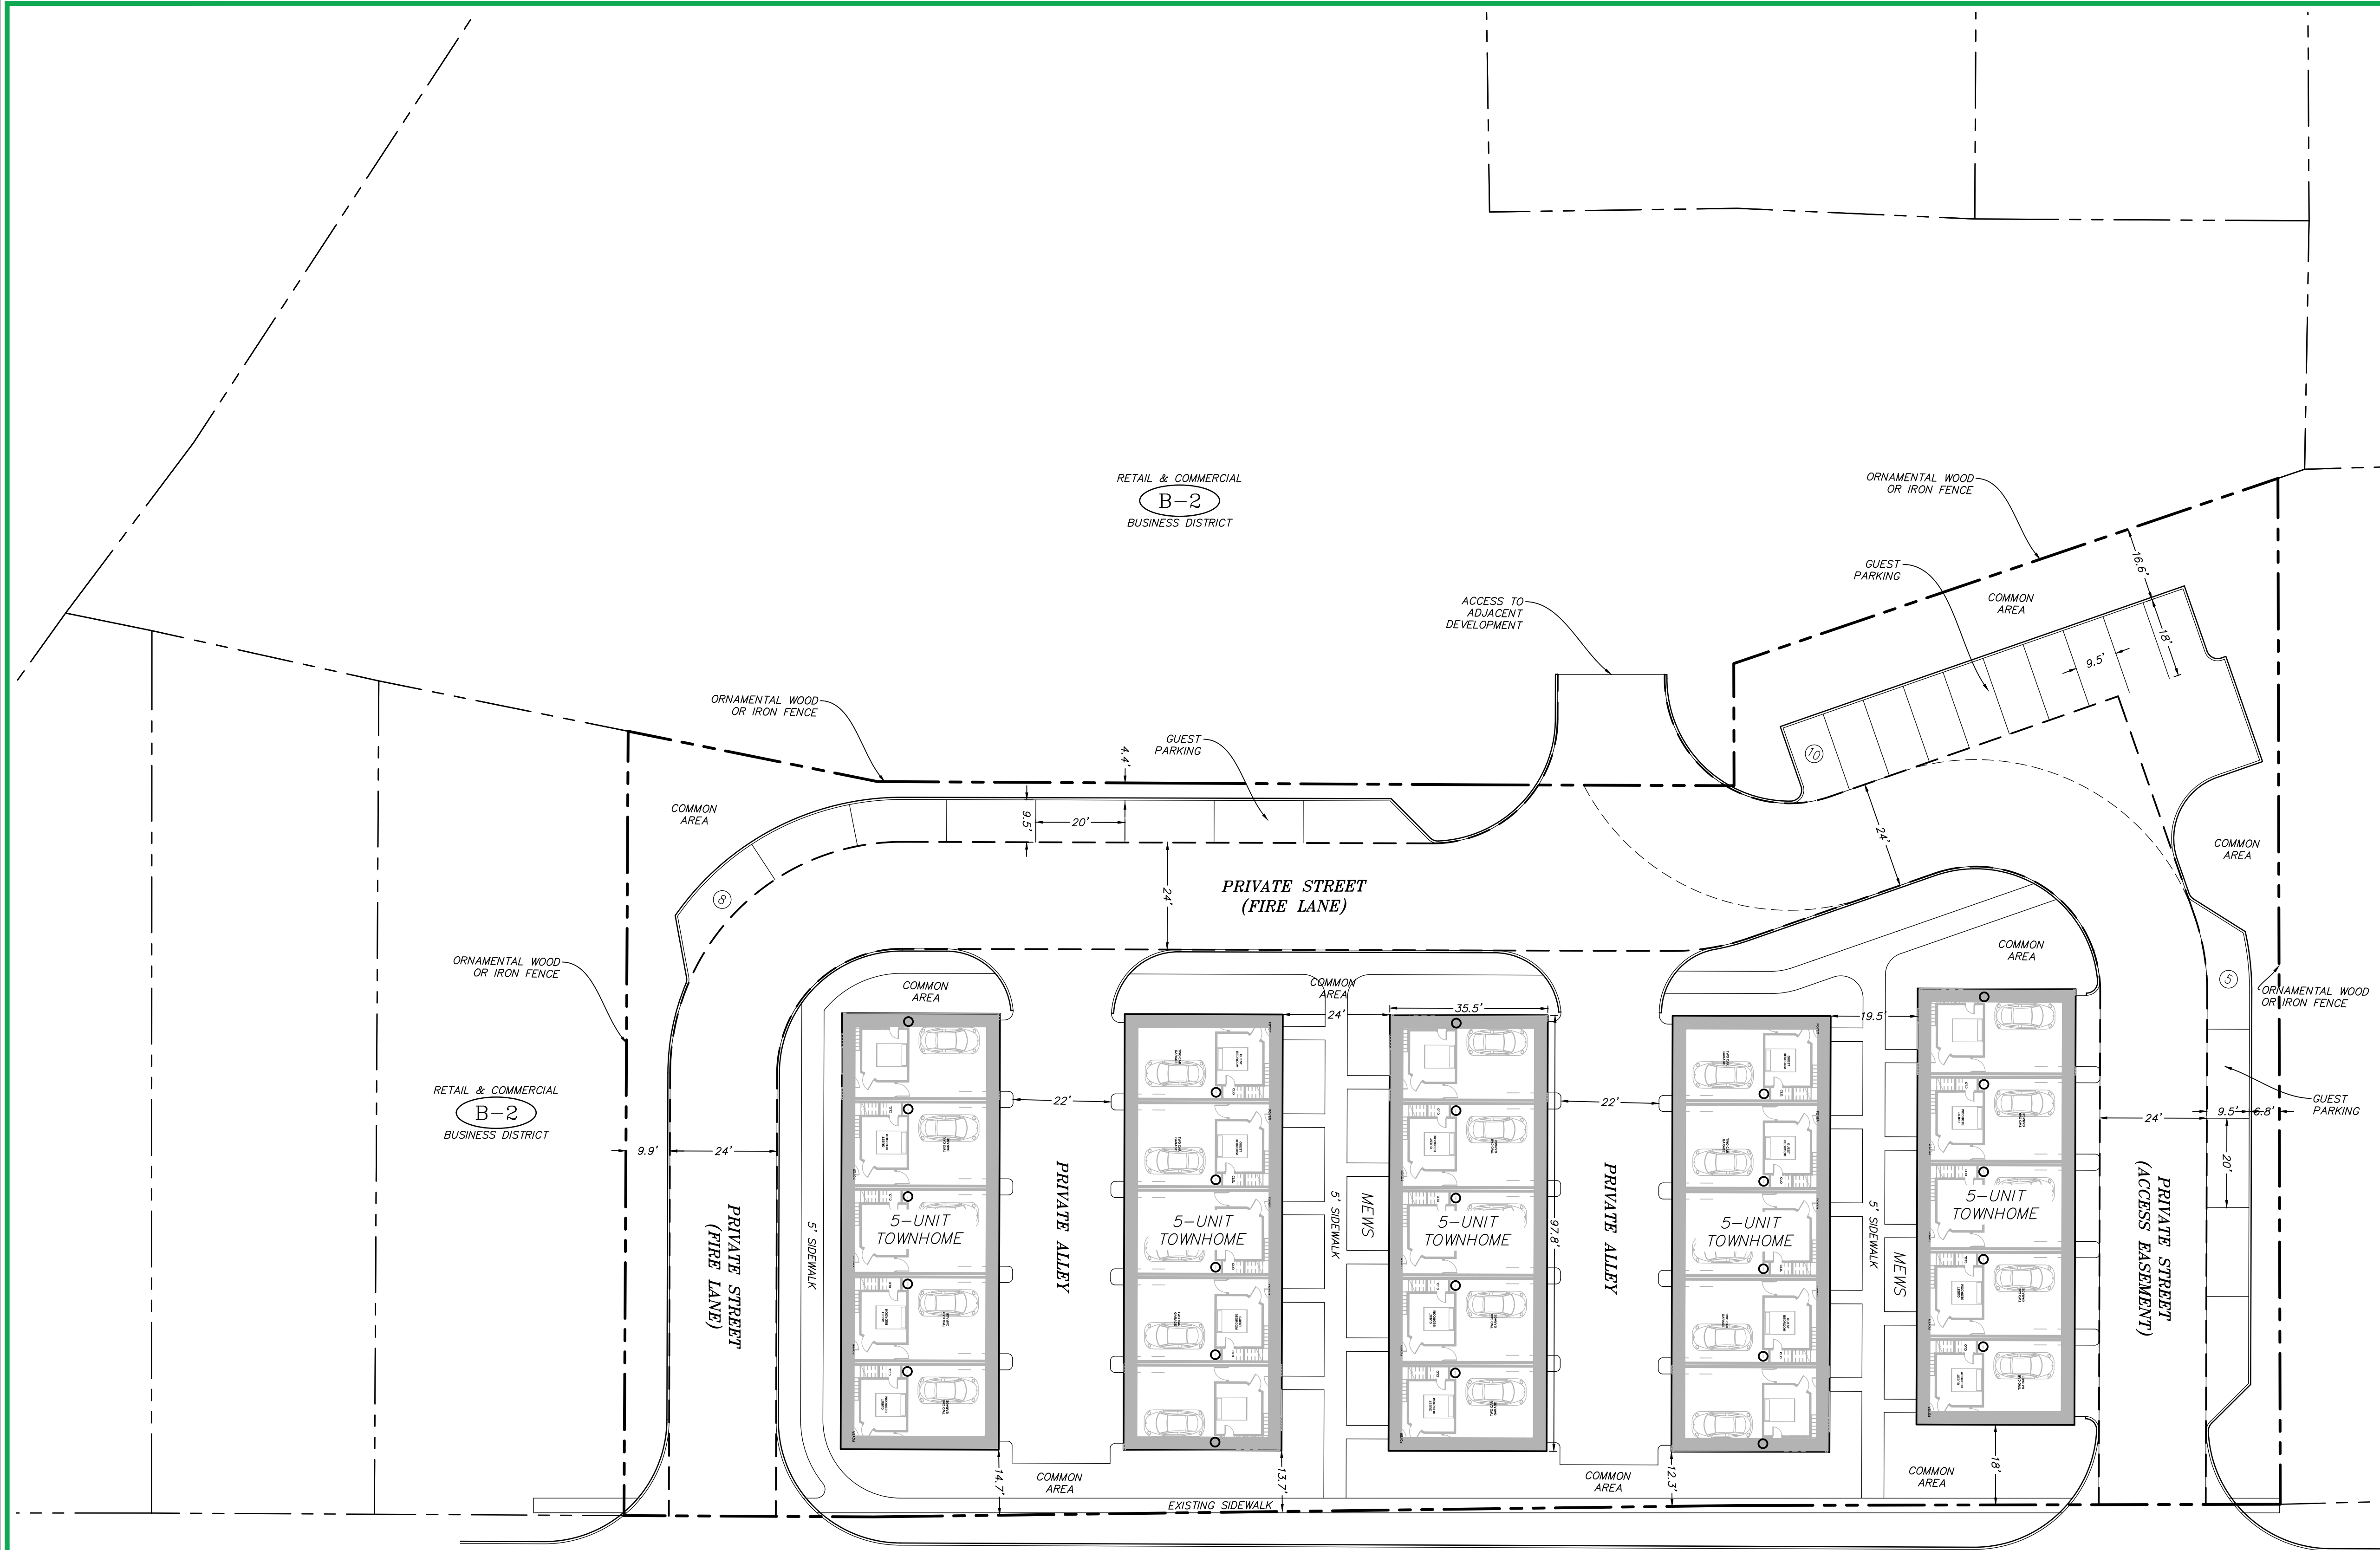 RETAIL & COMMERCIAL
B-2
BUSINESS DISTRICT
ORNAMENTAL WOOD
OR IRON FENCE
GUEST
PARKING
COMMON
AREA
16.6'
18'
9.5'
10
ACCESS TO
ADJACENT
DEVELOPMENT
ORNAMENTAL WOOD
OR IRON FENCE
GUEST
PARKING
4.4'
COMMON
AREA
9.5'
20'
8
24'
PRIVATE STREET
(FIRE LANE)
24'
COMMON
AREA
COMMON
AREA
ORNAMENTAL WOOD
OR IRON FENCE
COMMON
AREA
COMMON
AREA
5
ORNAMENTAL WOOD
OR IRON FENCE
24'
35.5'
19.5'
RETAIL & COMMERCIAL
B-2
BUSINESS DISTRICT
9.9'
24'
22'
22'
24'
9.5'
6.8'
20'
GUEST
PARKING
PRIVATE STREET
(FIRE LANE)
5' SIDEWALK
5-UNIT
TOWNHOME
PRIVATE ALLEY
5-UNIT
TOWNHOME
5' SIDEWALK
MEWS
5-UNIT
TOWNHOME
97.8'
PRIVATE ALLEY
5-UNIT
TOWNHOME
5' SIDEWALK
MEWS
5-UNIT
TOWNHOME
PRIVATE STREET
(ACCESS EASEMENT)
14.7'
COMMON
AREA
13.7'
COMMON
AREA
12.3'
COMMON
AREA
18'
EXISTING SIDEWALK